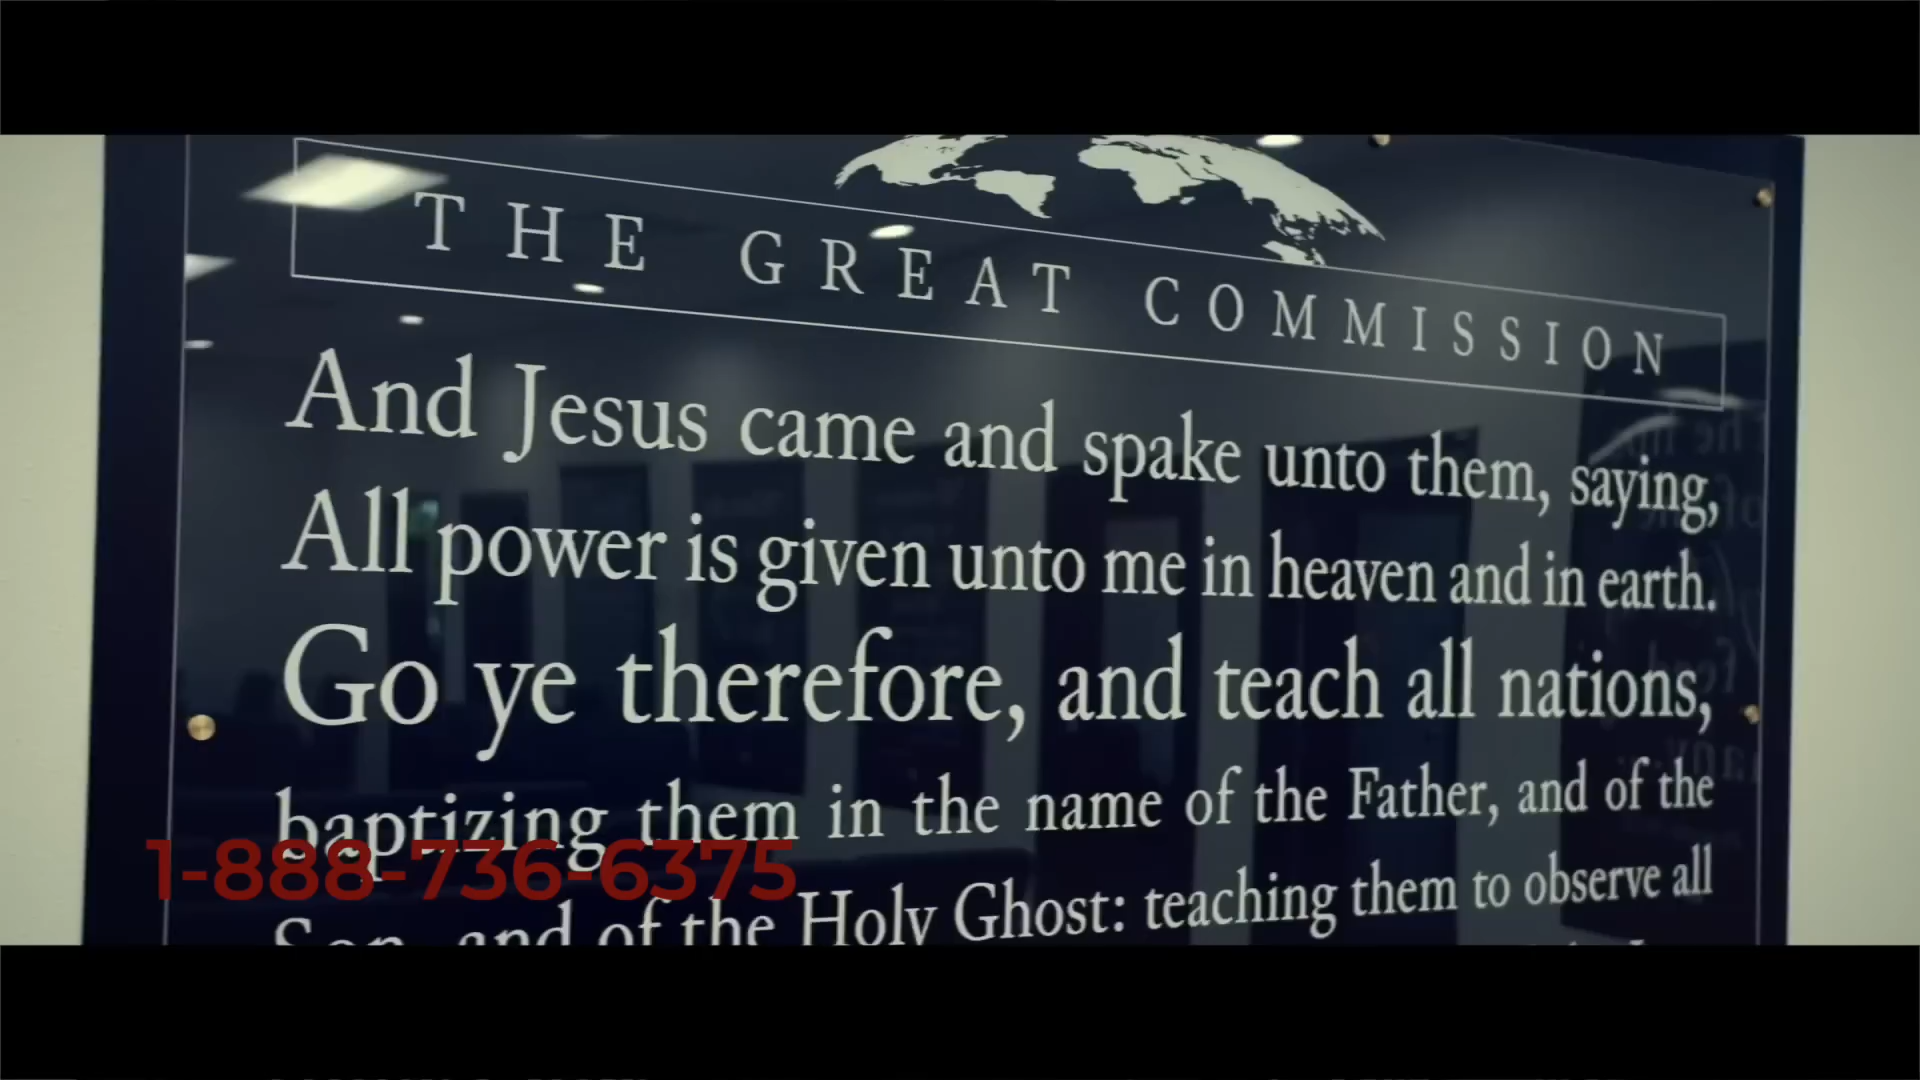 THE GREAT COMMISSION
And Jesus came and spake unto them, saying,
All power is given unto me in heaven and in earth.
Go ye therefore, and teach all nations,
baptizing them in the name of the Father, and of the
1-888-736-6375
Son, and of the Holy Ghost: teaching them to observe all